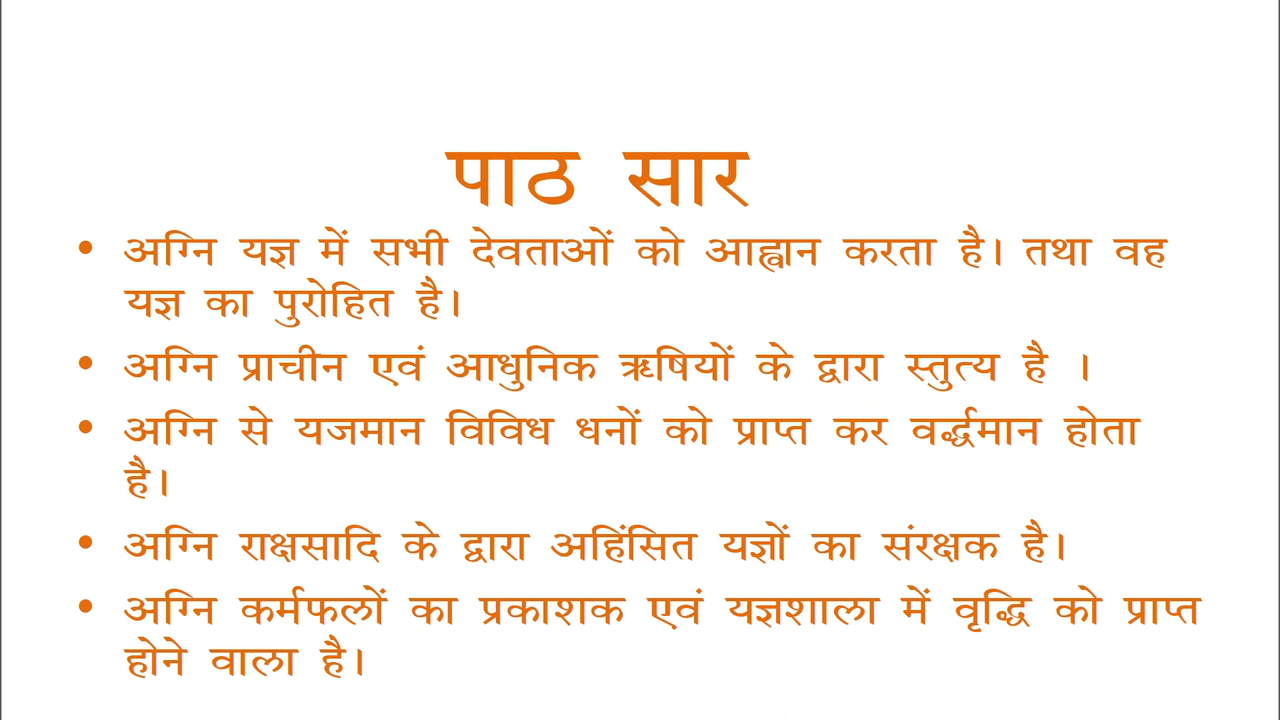 पाठ सार
• अग्नि यज्ञ में सभी देवताओं को आह्वान करता है। तथा वह
यज्ञ का पुरोहित है।
• अग्नि प्राचीन एवं आधुनिक ऋषियों के द्वारा स्तुत्य है ।
• अग्नि से यजमान विविध धनों को प्राप्त कर वर्द्धमान होता
है।
• अग्नि राक्षसादि के द्वारा अहिंसित यज्ञों का संरक्षक है।
• अग्नि कर्मफलों का प्रकाशक एवं यज्ञशाला में वृद्धि को प्राप्त
होने वाला है।